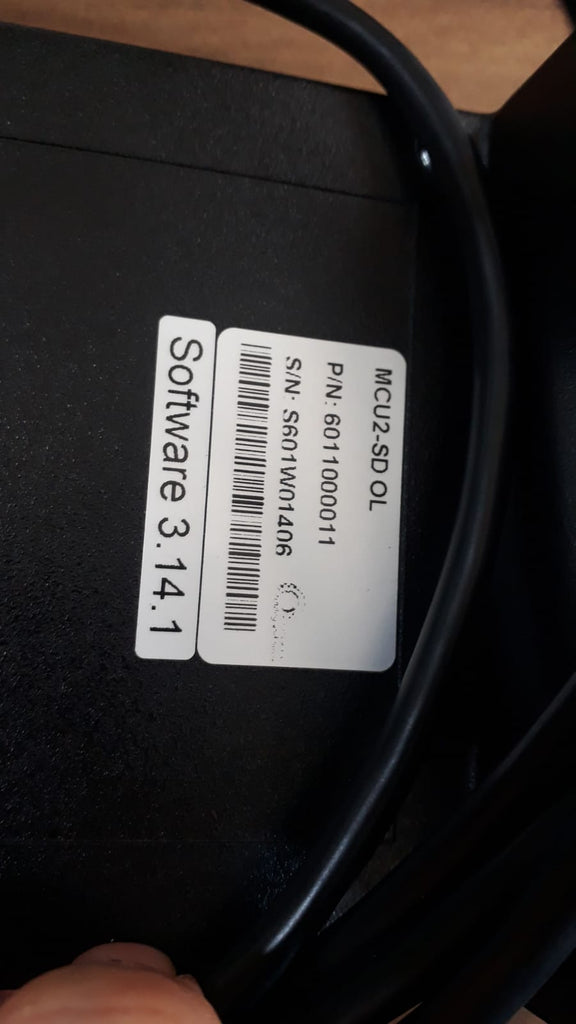 MCU2-SD OL
P/N: 6011000011
S/N: S601W01406
Software 3.14.1